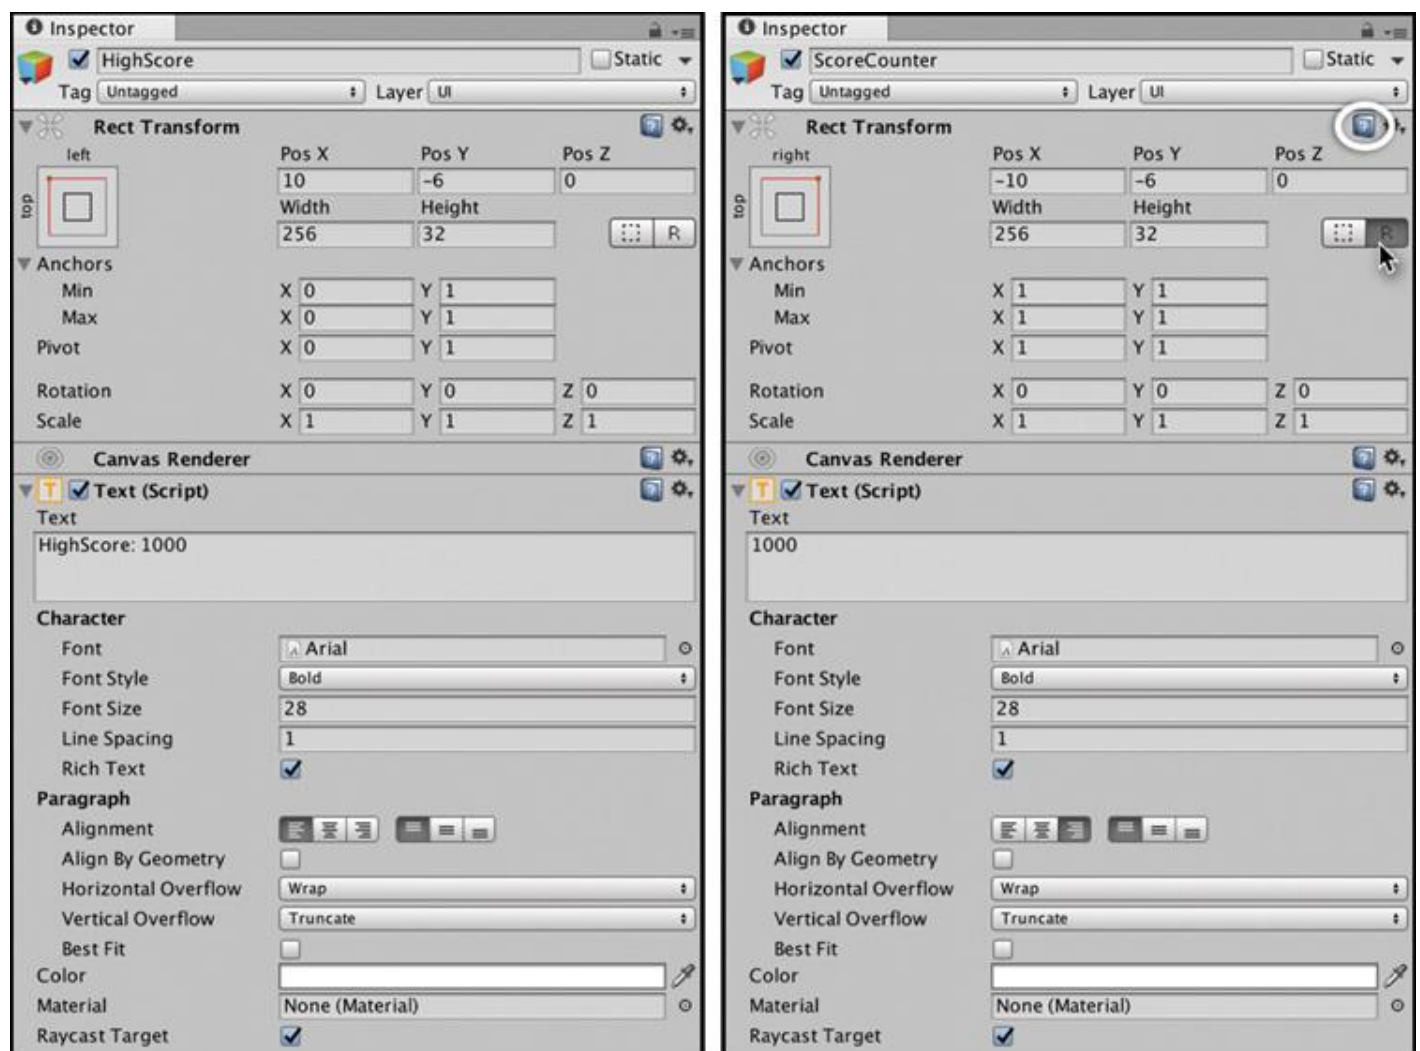 Inspector
HighScore
Static
Tag Untagged Layer UI
Rect Transform
left Pos X Pos Y Pos Z
top
10 -6 0
Width Height
256 32 R
Anchors
Min X 0 Y 1
Max X 0 Y 1
Pivot X 0 Y 1
Rotation X 0 Y 0 Z 0
Scale X 1 Y 1 Z 1
Canvas Renderer
T Text (Script)
Text
HighScore: 1000
Character
Font Arial
Font Style Bold
Font Size 28
Line Spacing 1
Rich Text
Paragraph
Alignment
Align By Geometry
Horizontal Overflow Wrap
Vertical Overflow Truncate
Best Fit
Color
Material None (Material)
Raycast Target
Inspector
ScoreCounter
Static
Tag Untagged Layer UI
Rect Transform
right Pos X Pos Y Pos Z
top
-10 -6 0
Width Height
256 32 R
Anchors
Min X 1 Y 1
Max X 1 Y 1
Pivot X 1 Y 1
Rotation X 0 Y 0 Z 0
Scale X 1 Y 1 Z 1
Canvas Renderer
T Text (Script)
Text
1000
Character
Font Arial
Font Style Bold
Font Size 28
Line Spacing 1
Rich Text
Paragraph
Alignment
Align By Geometry
Horizontal Overflow Wrap
Vertical Overflow Truncate
Best Fit
Color
Material None (Material)
Raycast Target